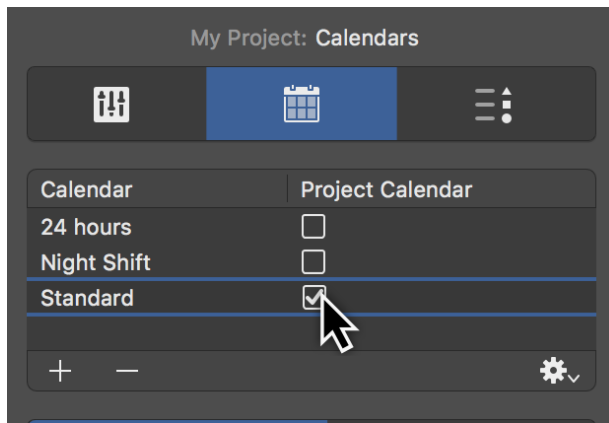 My Project: Calendars
Calendar Project Calendar
24 hours
Night Shift
Standard